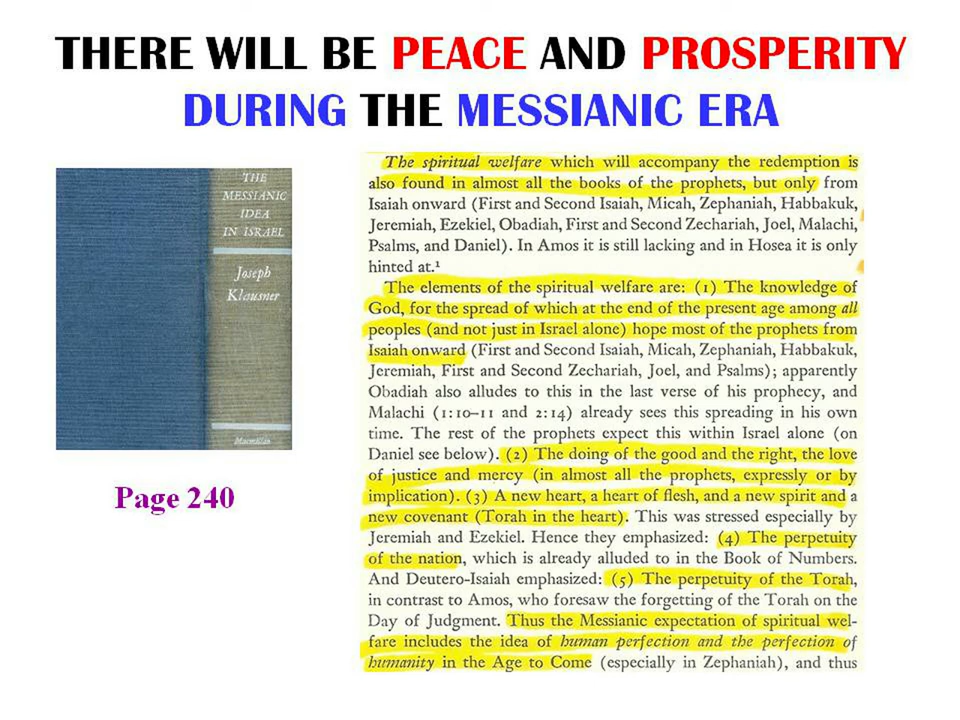 THERE WILL BE PEACE AND PROSPERITY
DURING THE MESSIANIC ERA
THE
MESSIANIC
IDEA
IN ISRAEL
Joseph
Klausner
Macmillan
Page 240
The spiritual welfare which will accompany the redemption is
also found in almost all the books of the prophets, but only from
Isaiah onward (First and Second Isaiah, Micah, Zephaniah, Habbakuk,
Jeremiah, Ezekiel, Obadiah, First and Second Zechariah, Joel, Malachi,
Psalms, and Daniel). In Amos it is still lacking and in Hosea it is only
hinted at.¹
The elements of the spiritual welfare are: (1) The knowledge of
God, for the spread of which at the end of the present age among all
peoples (and not just in Israel alone) hope most of the prophets from
Isaiah onward (First and Second Isaiah, Micah, Zephaniah, Habbakuk,
Jeremiah, First and Second Zechariah, Joel, and Psalms); apparently
Obadiah also alludes to this in the last verse of his prophecy, and
Malachi (1:10–11 and 2:14) already sees this spreading in his own
time. The rest of the prophets expect this within Israel alone (on
Daniel see below). (2) The doing of the good and the right, the love
of justice and mercy (in almost all the prophets, expressly or by
implication). (3) A new heart, a heart of flesh, and a new spirit and a
new covenant (Torah in the heart). This was stressed especially by
Jeremiah and Ezekiel. Hence they emphasized: (4) The perpetuity
of the nation, which is already alluded to in the Book of Numbers.
And Deutero-Isaiah emphasized: (5) The perpetuity of the Torah,
in contrast to Amos, who foresaw the forgetting of the Torah on the
Day of Judgment. Thus the Messianic expectation of spiritual wel-
fare includes the idea of human perfection and the perfection of
humanity in the Age to Come (especially in Zephaniah), and thus